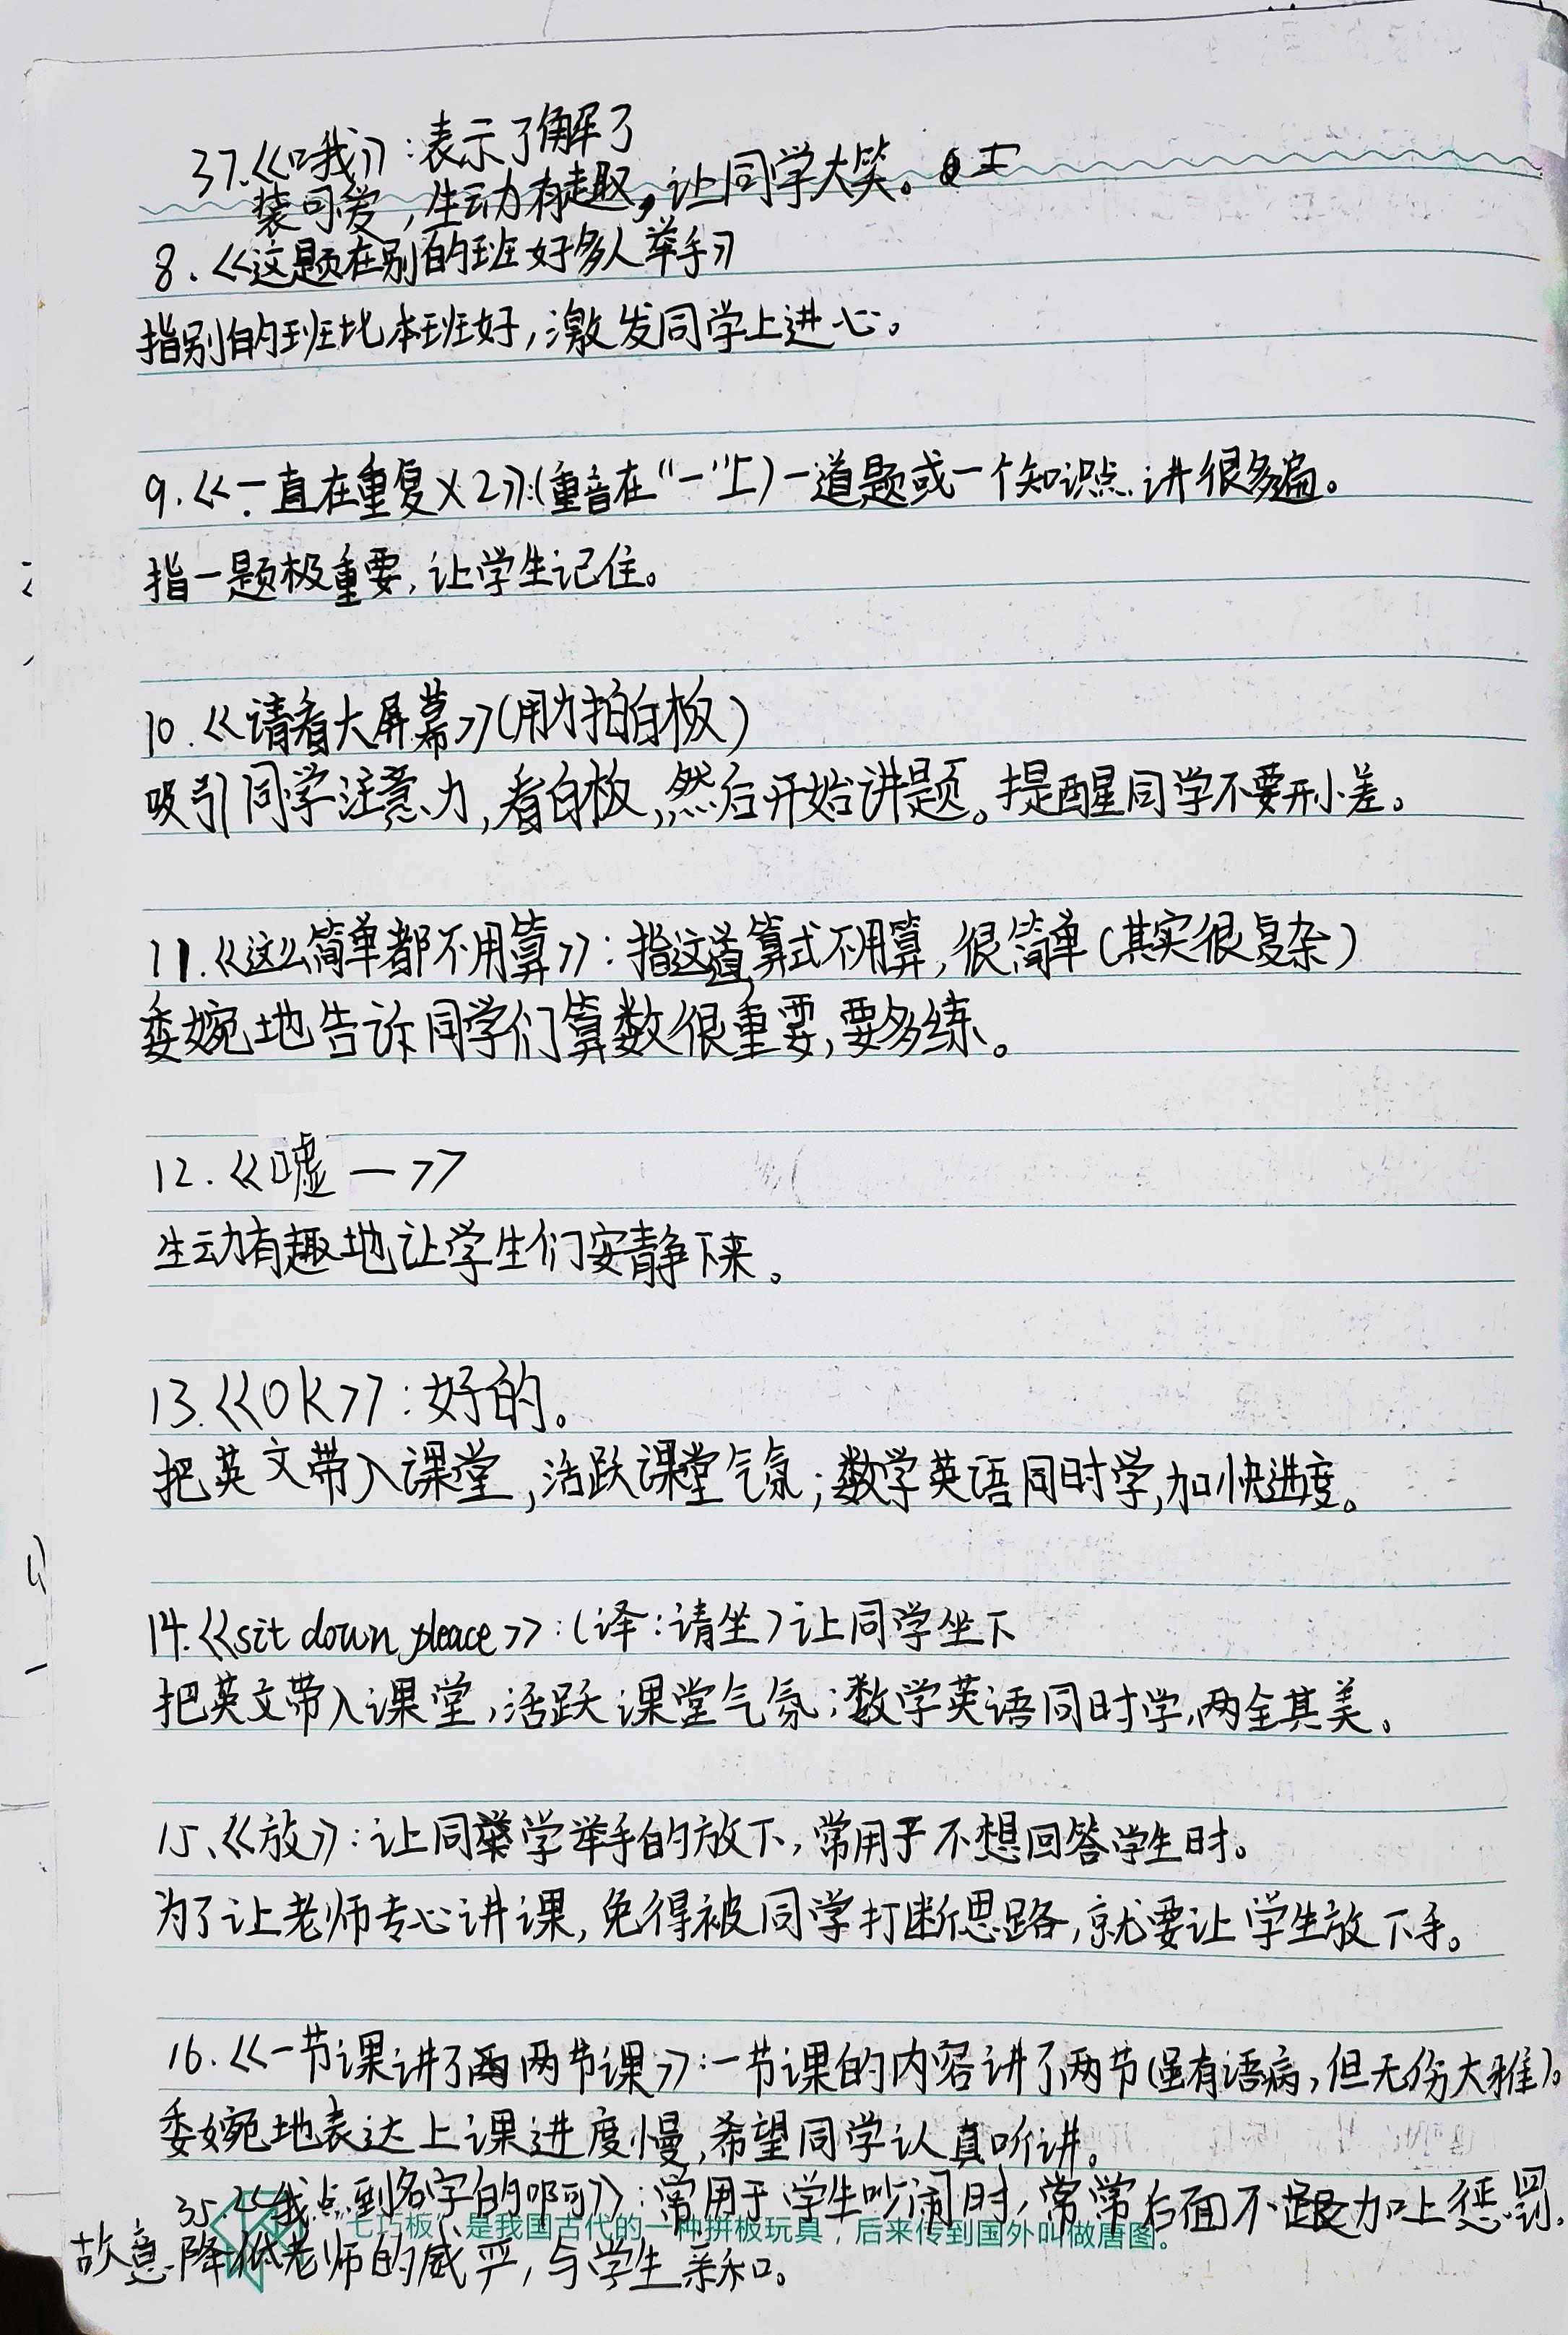 37.《哦》:表示了解了
装可爱,生动有趣,让同学大笑。
8.《这题在别的班好多人举手》
指别的班比本班好,激发同学上进心。
9.《一直在重复×2》:(重音在“一”上)一道题或一个知识点讲很多遍。
指一题极重要,让学生记住。
10.《请看大屏幕》(用力拍白板)
吸引同学注意力,看白板,然后开始讲题。提醒同学不要开小差。
11.《这么简单都不用算》:指这道算式不用算,很简单(其实很复杂)
委婉地告诉同学们算数很重要,要多练。
12.《嘘一》
生动有趣地让学生们安静下来。
13.《OK》:好的。
把英文带入课堂,活跃课堂气氛;数学英语同时学,加快进度。
14.《sit down pleace》:(译:请坐)让同学坐下
把英文带入课堂,活跃课堂气氛;数学英语同时学,两全其美。
15、《放》:让同学举手的放下,常用于不想回答学生时。
为了让老师专心讲课,免得被同学打断思路,就要让学生放下手。
16.《一节课讲了两节课》:一节课的内容讲了两节(虽有语病,但无伤大雅)。
委婉地表达上课进度慢,希望同学认真听讲。
35.《我点到名字的啊》:常用于学生吵闹时,常常后面不跟加上惩罚.
“七巧板”是我国古代的一种拼板玩具,后来传到国外叫做唐图。
故意降低老师的威严,与学生亲和。